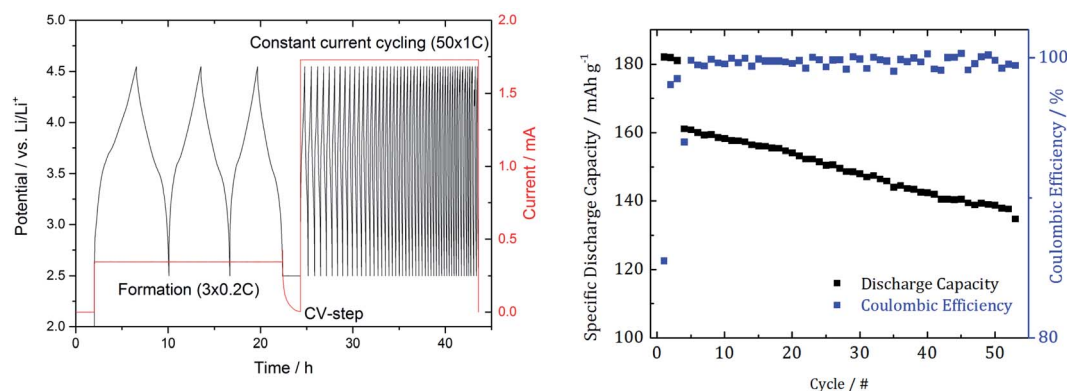 5.0
4.5
4.0
3.5
3.0
2.5
2.0
Potential / vs. Li/Li⁺
0
10
20
30
40
Time / h
2.0
1.5
1.0
0.5
0.0
Current / mA
Constant current cycling (50x1C)
Formation (3x0.2C)
CV-step
180
160
140
120
100
Specific Discharge Capacity / mAh g⁻¹
0
10
20
30
40
50
Cycle / #
100
80
Coulombic Efficiency / %
Discharge Capacity
Coulombic Efficiency